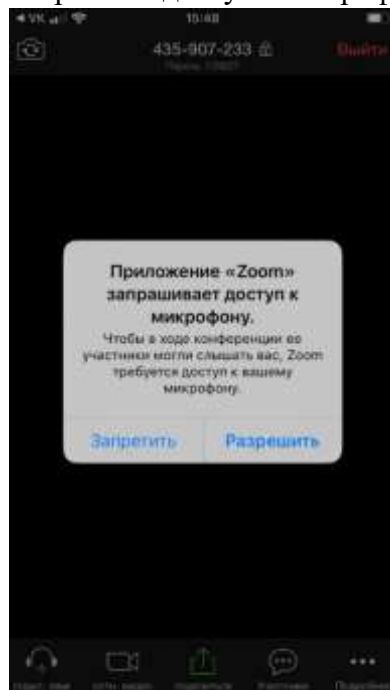 VK
15:48
435-907-233
Выйти
Приложение «Zoom»
запрашивает доступ к
микрофону.
Чтобы в ходе конференции ее
участники могли слышать вас, Zoom
требуется доступ к вашему
микрофону.
Запретить
Разрешить